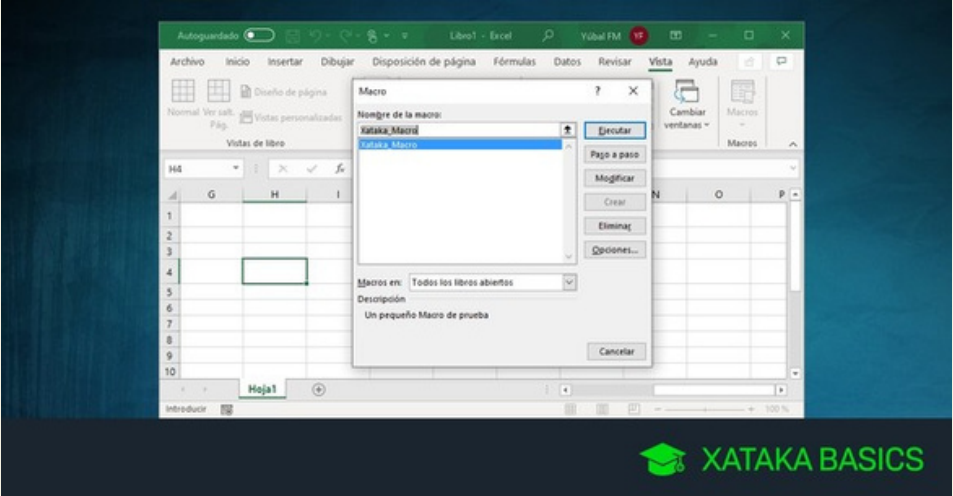 Autoguardado
Libro1 - Excel
Yúbal FM
YF
Archivo Inicio Insertar Dibujar Disposición de página Fórmulas Datos Revisar Vista Ayuda
Normal
Ver salt. Pág.
Diseño de página
Vistas personalizadas
Vistas de libro
Cambiar ventanas
Macros
Macros
H4
fx
G H I N O P
1
2
3
4
5
6
7
8
9
10
Macro
?
Nombre de la macro:
Xataka_Macro
Xataka_Macro
Ejecutar
Paso a paso
Modificar
Crear
Eliminar
Opciones...
Macros en: Todos los libros abiertos
Descripción
Un pequeño Macro de prueba
Cancelar
Hoja1
Introducir
100 %
XATAKA BASICS